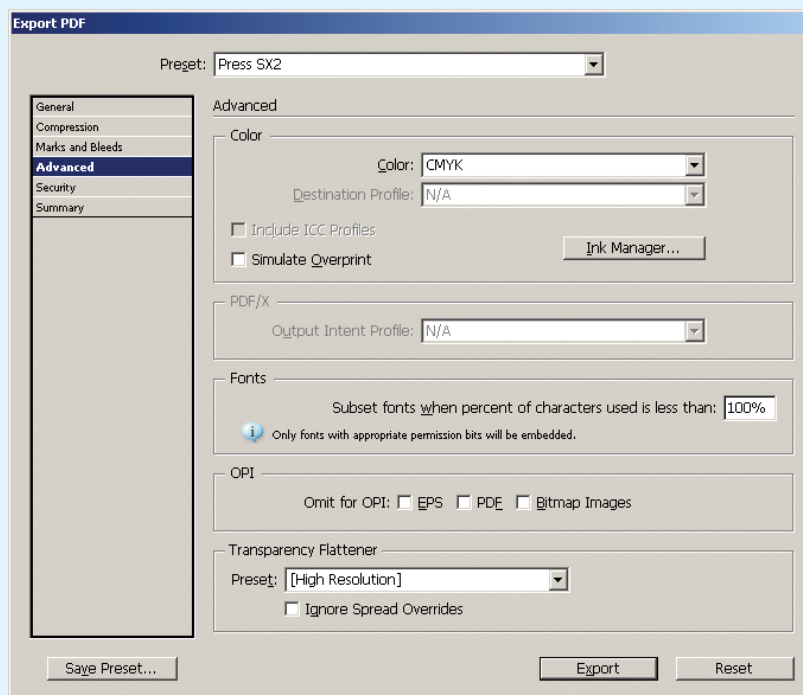 Export PDF
Preset: Press SX2
General
Compression
Marks and Bleeds
Advanced
Security
Summary
Advanced
Color
Color: CMYK
Destination Profile: N/A
Include ICC Profiles
Simulate Overprint
Ink Manager...
PDF/X
Output Intent Profile: N/A
Fonts
Subset fonts when percent of characters used is less than: 100%
Only fonts with appropriate permission bits will be embedded.
OPI
Omit for OPI: EPS PDF Bitmap Images
Transparency Flattener
Preset: [High Resolution]
Ignore Spread Overrides
Save Preset... Export Reset